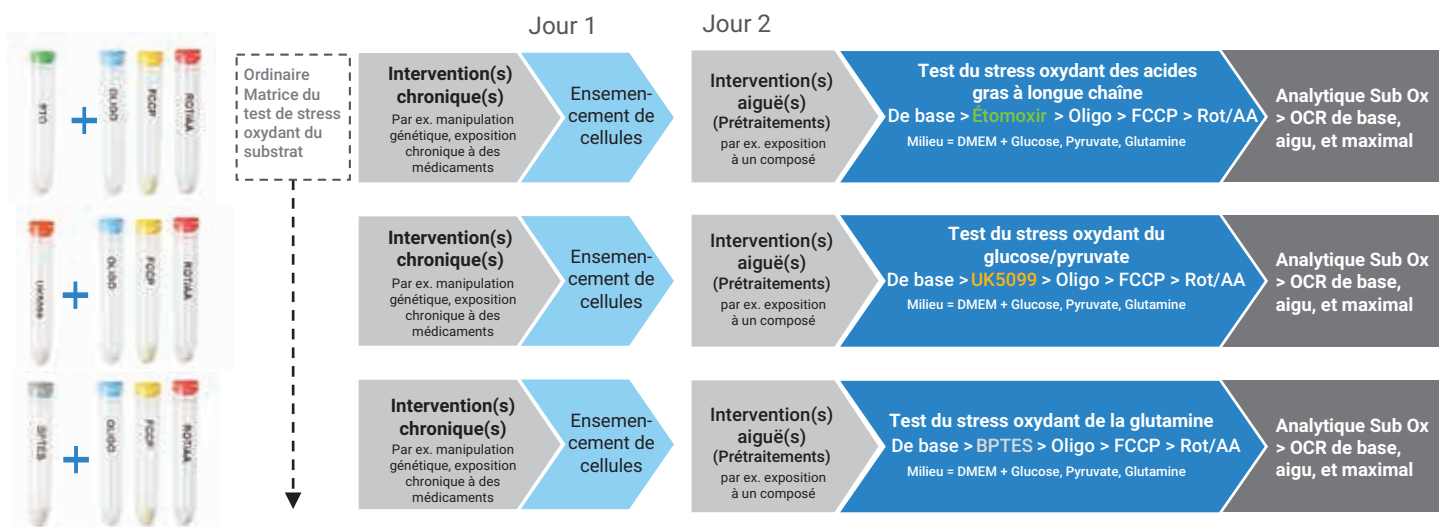 Jour 1
Jour 2
ETO
OLIGO
FCCP
ROT/AA
Ordinaire
Matrice du
test de stress
oxydant du
substrat
Intervention(s)
chronique(s)
Par ex. manipulation
génétique, exposition
chronique à des
médicaments
Ensemen-
cement de
cellules
Intervention(s)
aiguë(s)
(Prétraitements)
par ex. exposition
à un composé
Test du stress oxydant des acides
gras à longue chaîne
De base > Étomoxir > Oligo > FCCP > Rot/AA
Milieu = DMEM + Glucose, Pyruvate, Glutamine
Analytique Sub Ox
> OCR de base,
aigu, et maximal
UK5099
OLIGO
FCCP
ROT/AA
Intervention(s)
chronique(s)
Par ex. manipulation
génétique, exposition
chronique à des
médicaments
Ensemen-
cement de
cellules
Intervention(s)
aiguë(s)
(Prétraitements)
par ex. exposition
à un composé
Test du stress oxydant du
glucose/pyruvate
De base > UK5099 > Oligo > FCCP > Rot/AA
Milieu = DMEM + Glucose, Pyruvate, Glutamine
Analytique Sub Ox
> OCR de base,
aigu, et maximal
BPTES
OLIGO
FCCP
ROT/AA
Intervention(s)
chronique(s)
Par ex. manipulation
génétique, exposition
chronique à des
médicaments
Ensemen-
cement de
cellules
Intervention(s)
aiguë(s)
(Prétraitements)
par ex. exposition
à un composé
Test du stress oxydant de la glutamine
De base > BPTES > Oligo > FCCP > Rot/AA
Milieu = DMEM + Glucose, Pyruvate, Glutamine
Analytique Sub Ox
> OCR de base,
aigu, et maximal